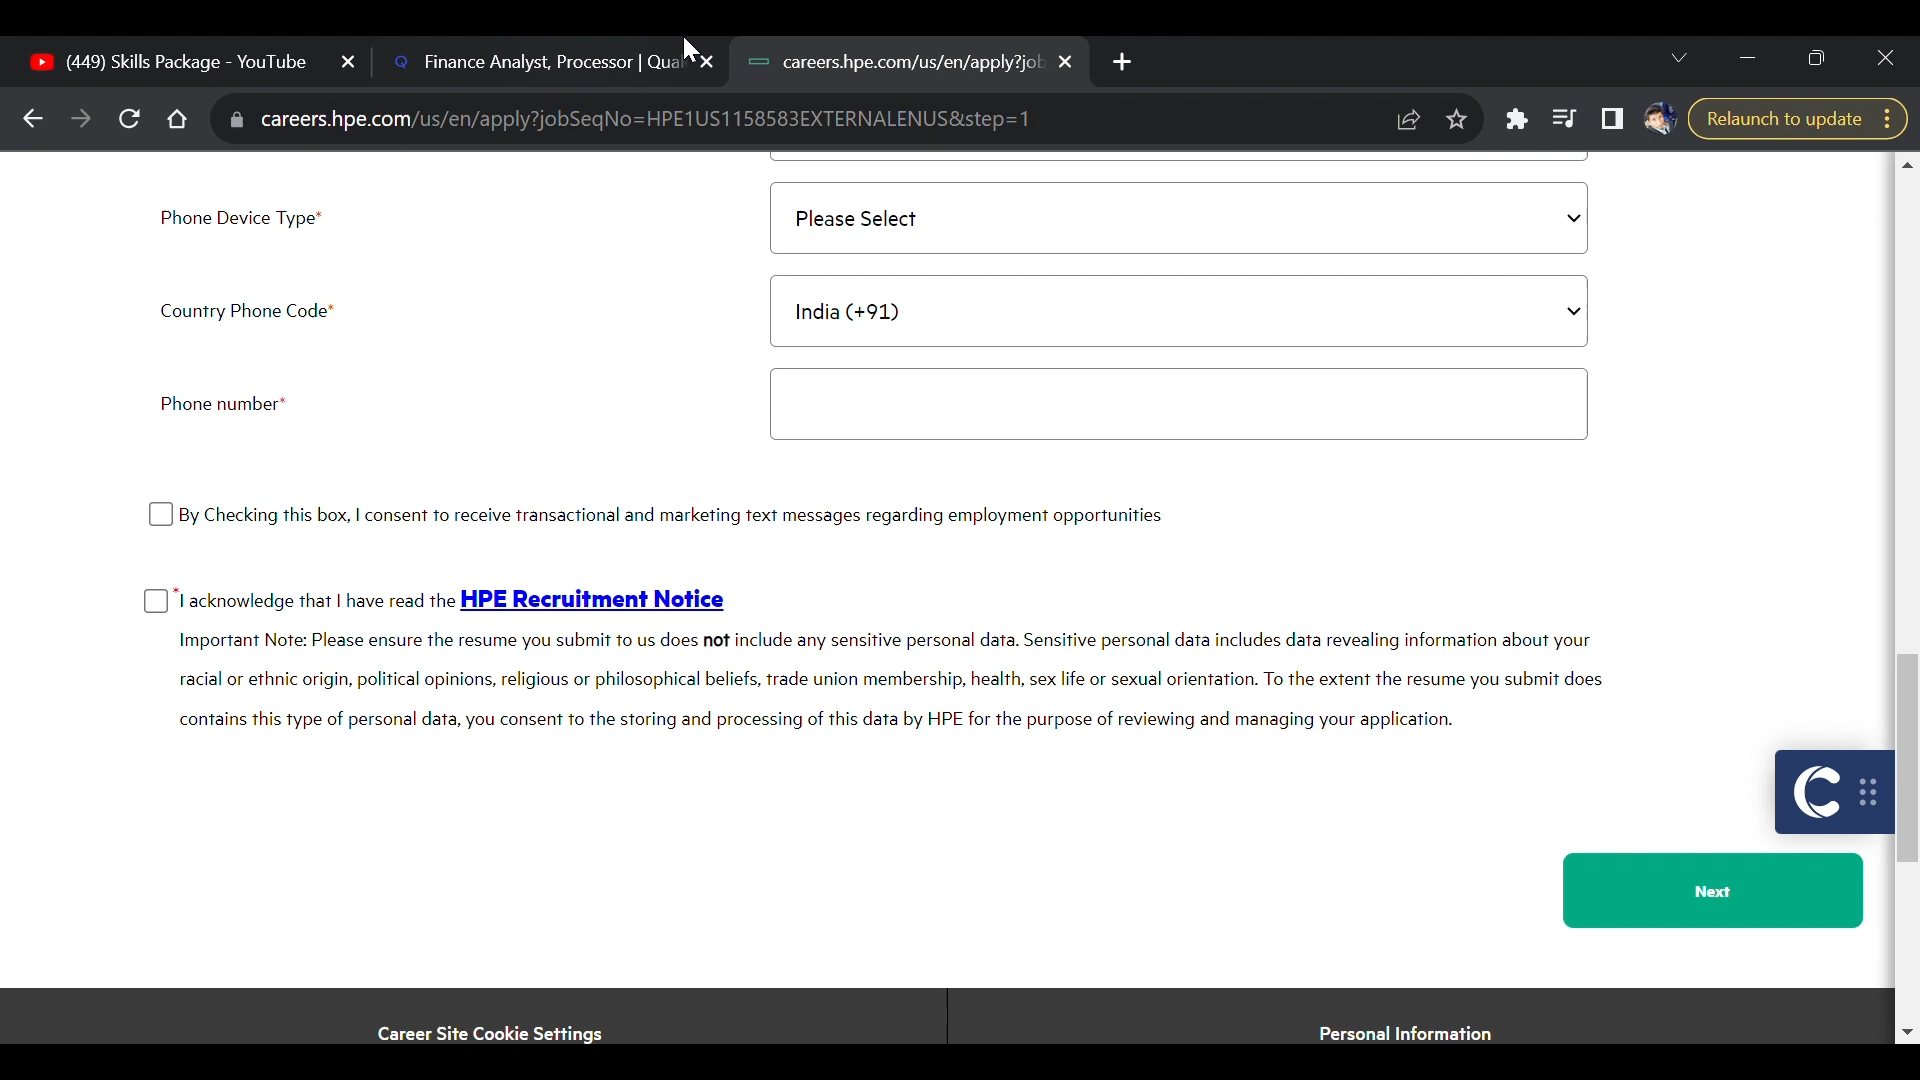 (449) Skills Package - YouTube
Finance Analyst, Processor | Qual
careers.hpe.com/us/en/apply?job
careers.hpe.com/us/en/apply?jobSeqNo=HPE1US1158583EXTERNALENUS&step=1
Relaunch to update
Phone Device Type*
Please Select
Country Phone Code*
India (+91)
Phone number*
By Checking this box, I consent to receive transactional and marketing text messages regarding employment opportunities
*I acknowledge that I have read the HPE Recruitment Notice
Important Note: Please ensure the resume you submit to us does not include any sensitive personal data. Sensitive personal data includes data revealing information about your
racial or ethnic origin, political opinions, religious or philosophical beliefs, trade union membership, health, sex life or sexual orientation. To the extent the resume you submit does
contains this type of personal data, you consent to the storing and processing of this data by HPE for the purpose of reviewing and managing your application.
Next
Career Site Cookie Settings
Personal Information